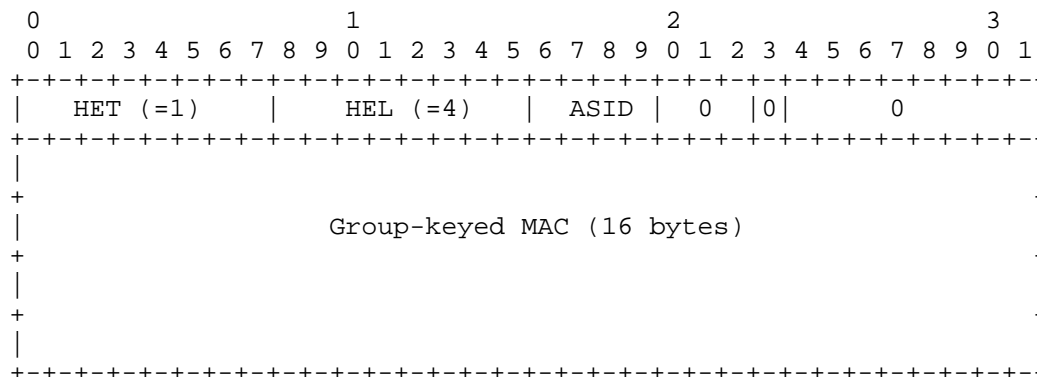 0                   1                   2                   3
 0 1 2 3 4 5 6 7 8 9 0 1 2 3 4 5 6 7 8 9 0 1 2 3 4 5 6 7 8 9 0 1
+-+-+-+-+-+-+-+-+-+-+-+-+-+-+-+-+-+-+-+-+-+-+-+-+-+-+-+-+-+-+-+-
|   HET (=1)    |    HEL (=4)   |  ASID |  0  |0|      0
+-+-+-+-+-+-+-+-+-+-+-+-+-+-+-+-+-+-+-+-+-+-+-+-+-+-+-+-+-+-+-+-
|
+                                                               -
|                   Group-keyed MAC (16 bytes)
+                                                               -
|
+                                                               -
|
+-+-+-+-+-+-+-+-+-+-+-+-+-+-+-+-+-+-+-+-+-+-+-+-+-+-+-+-+-+-+-+-